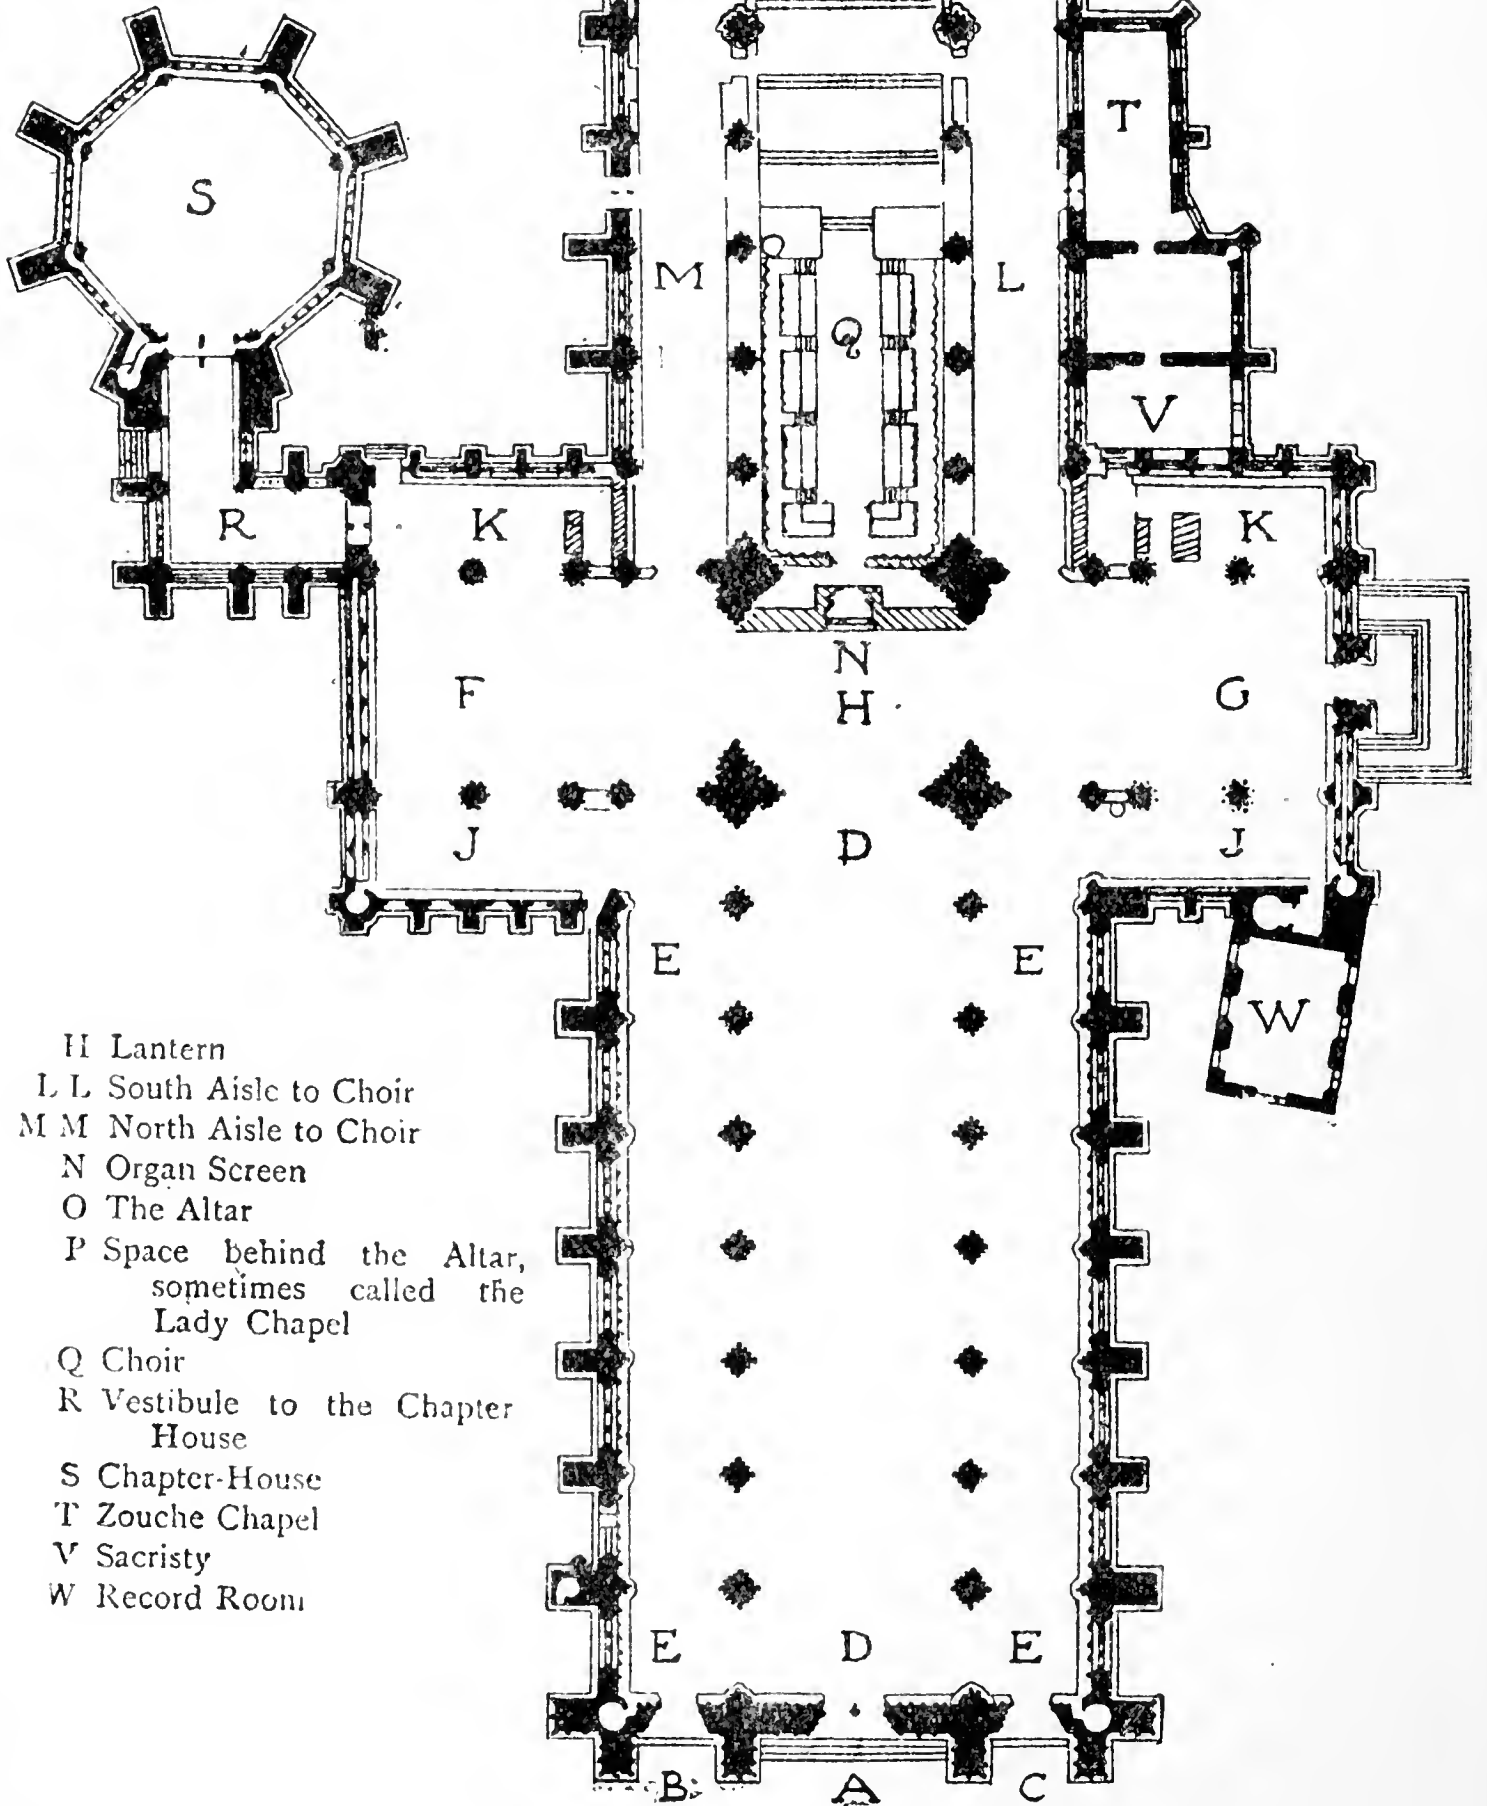 T
S
M
L
Q
V
R
K
K
N
F
G
H
J
D
J
E
E
W
H Lantern
L L South Aisle to Choir
M M North Aisle to Choir
N Organ Screen
O The Altar
P Space behind the Altar,
sometimes called the
Lady Chapel
Q Choir
R Vestibule to the Chapter
House
S Chapter-House
T Zouche Chapel
V Sacristy
W Record Room
E
D
E
B
A
C